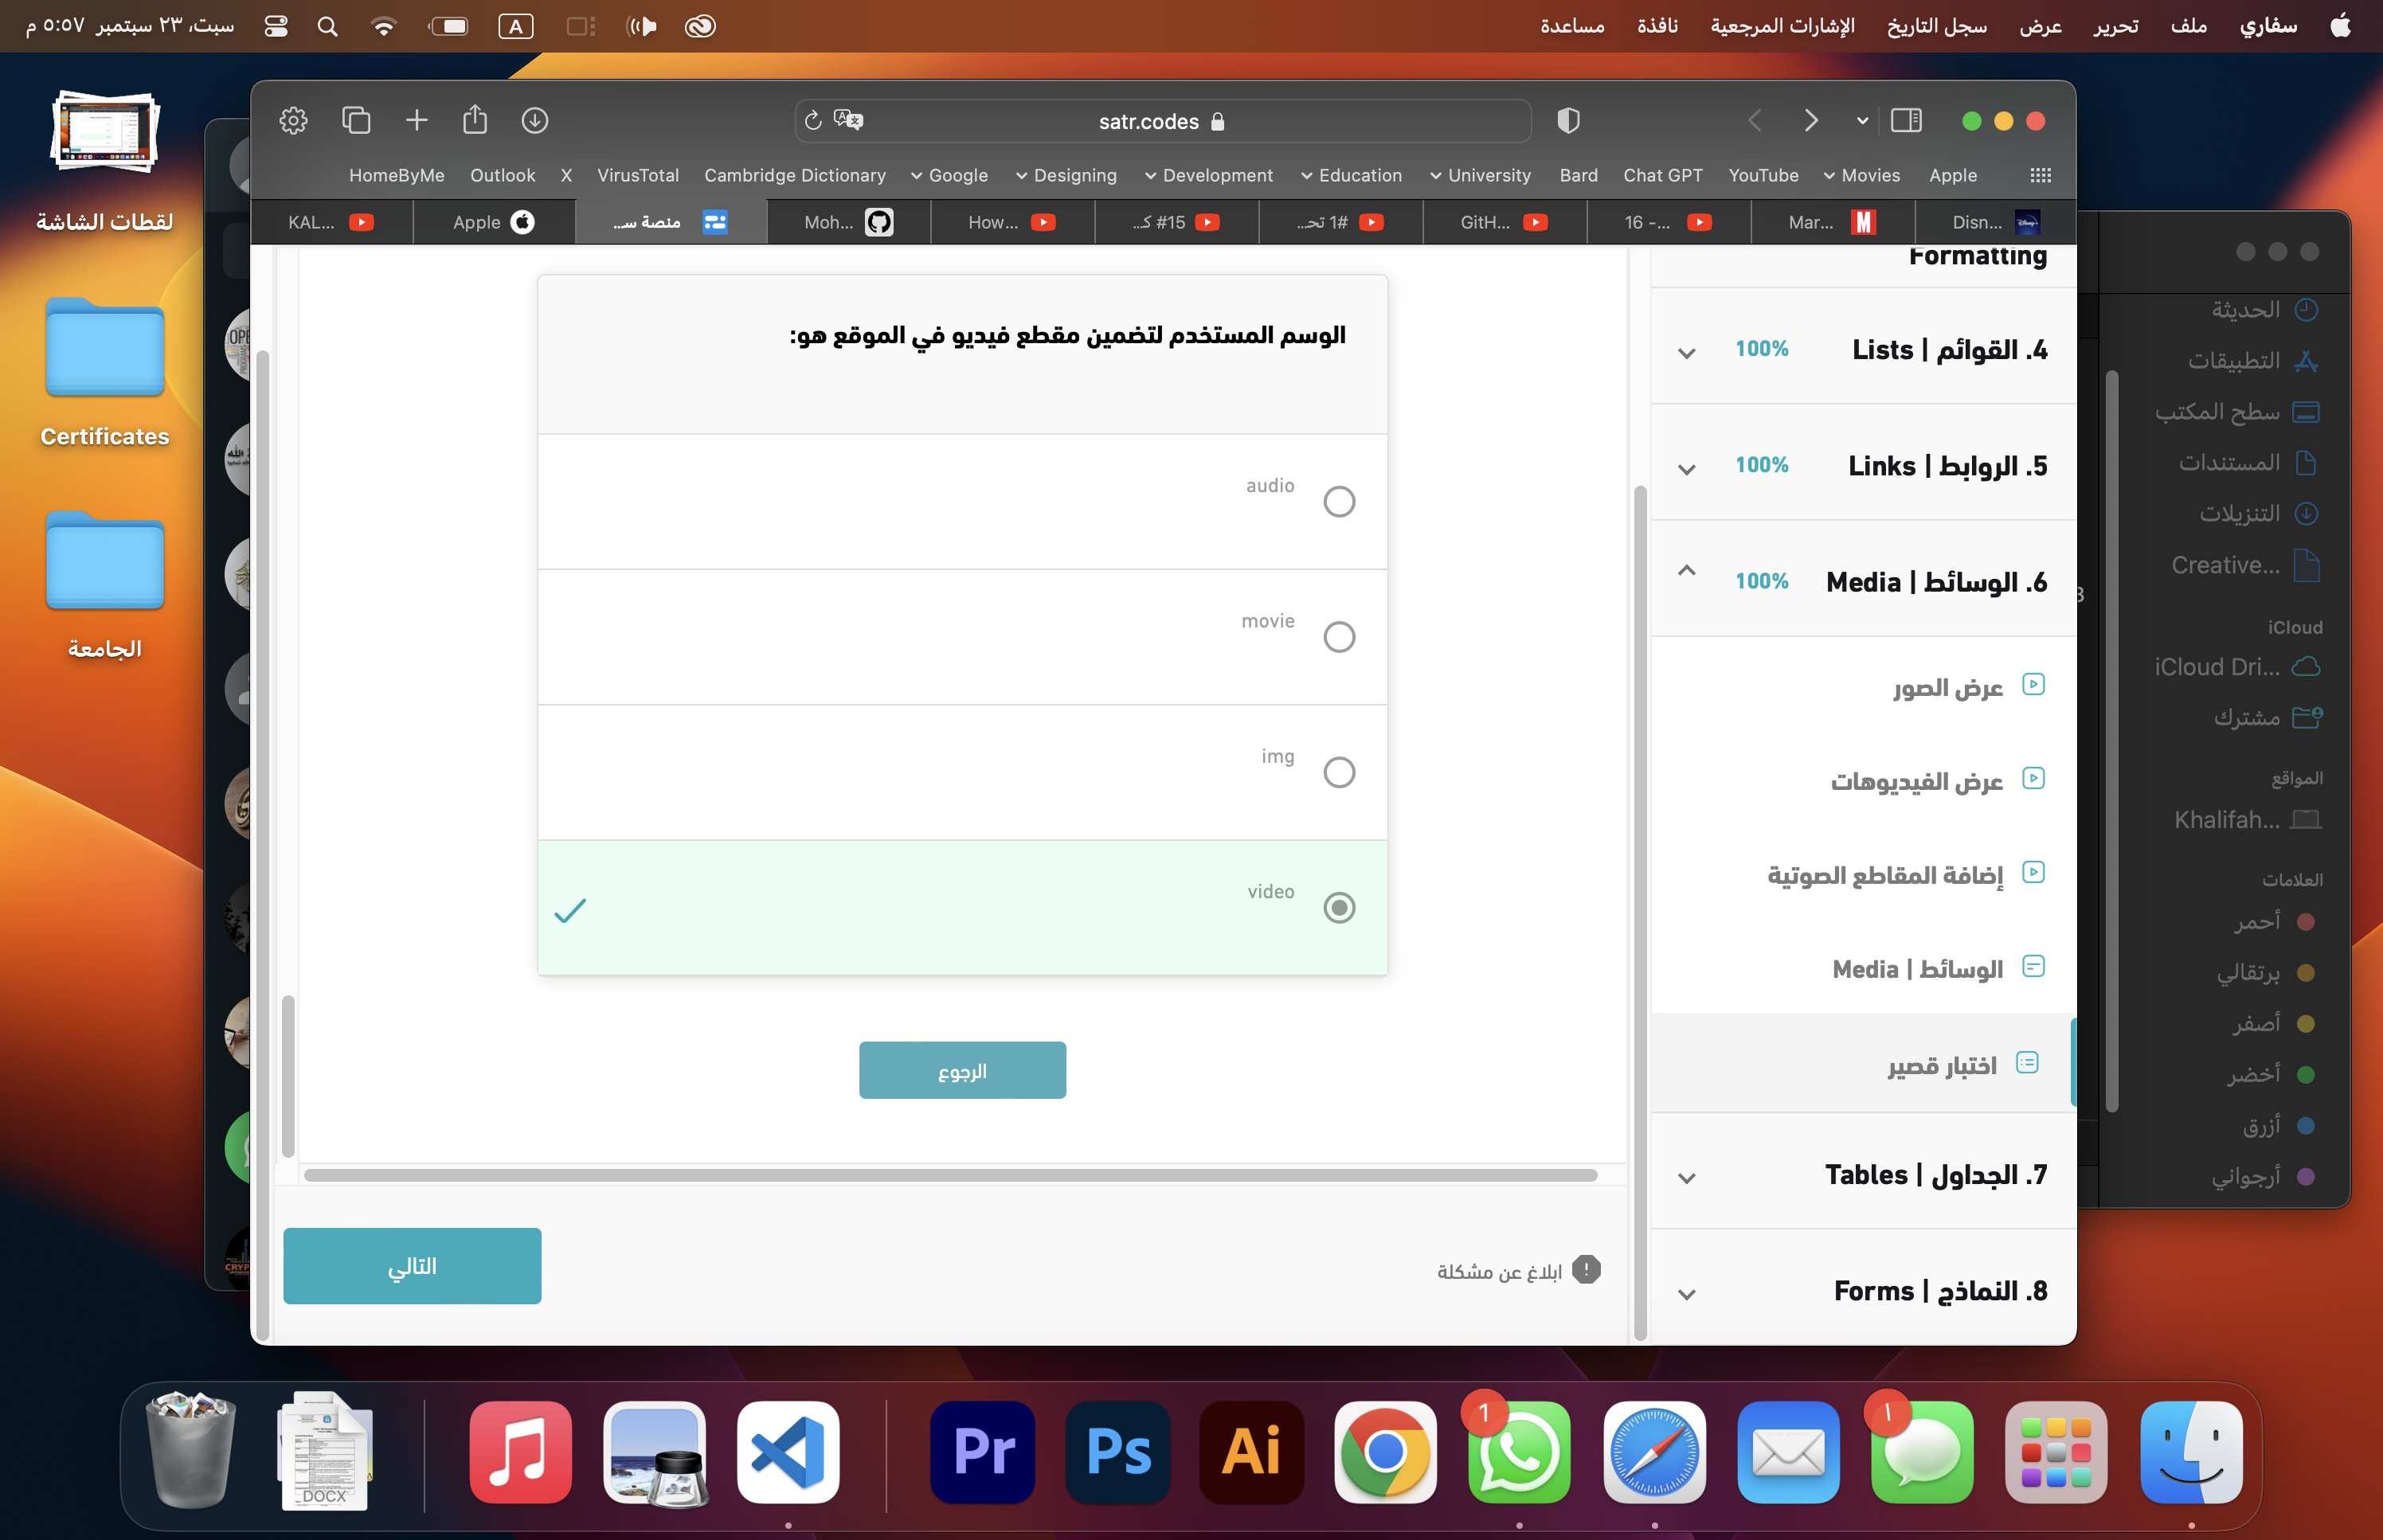 سفاري ملف تحرير عرض سجل التاريخ الإشارات المرجعية نافذة مساعدة
A
سبت، ٢٣ سبتمبر ٥:٥٧ م
satr.codes
HomeByMe Outlook X VirusTotal Cambridge Dictionary Google Designing Development Education University Bard Chat GPT YouTube Movies Apple
KAL... Apple منصة سـ... Moh... How... #15 كـ... #1 تحـ... GitH... 16 -... Mar... Disn...
لقطات الشاشة
Certificates
الجامعة
الوسم المستخدم لتضمين مقطع فيديو في الموقع هو:
audio
movie
img
video
الرجوع
التالي
ابلاغ عن مشكلة
Formatting
4. القوائم | Lists 100%
5. الروابط | Links 100%
6. الوسائط | Media 100%
عرض الصور
عرض الفيديوهات
إضافة المقاطع الصوتية
الوسائط | Media
اختبار قصير
7. الجداول | Tables
8. النماذج | Forms
الحديثة
التطبيقات
سطح المكتب
المستندات
التنزيلات
Creative...
iCloud
iCloud Dri...
مشترك
المواقع
Khalifah...
العلامات
أحمر
برتقالي
أصفر
أخضر
أزرق
أرجواني
DOCX
Pr
Ps
Ai
1
١